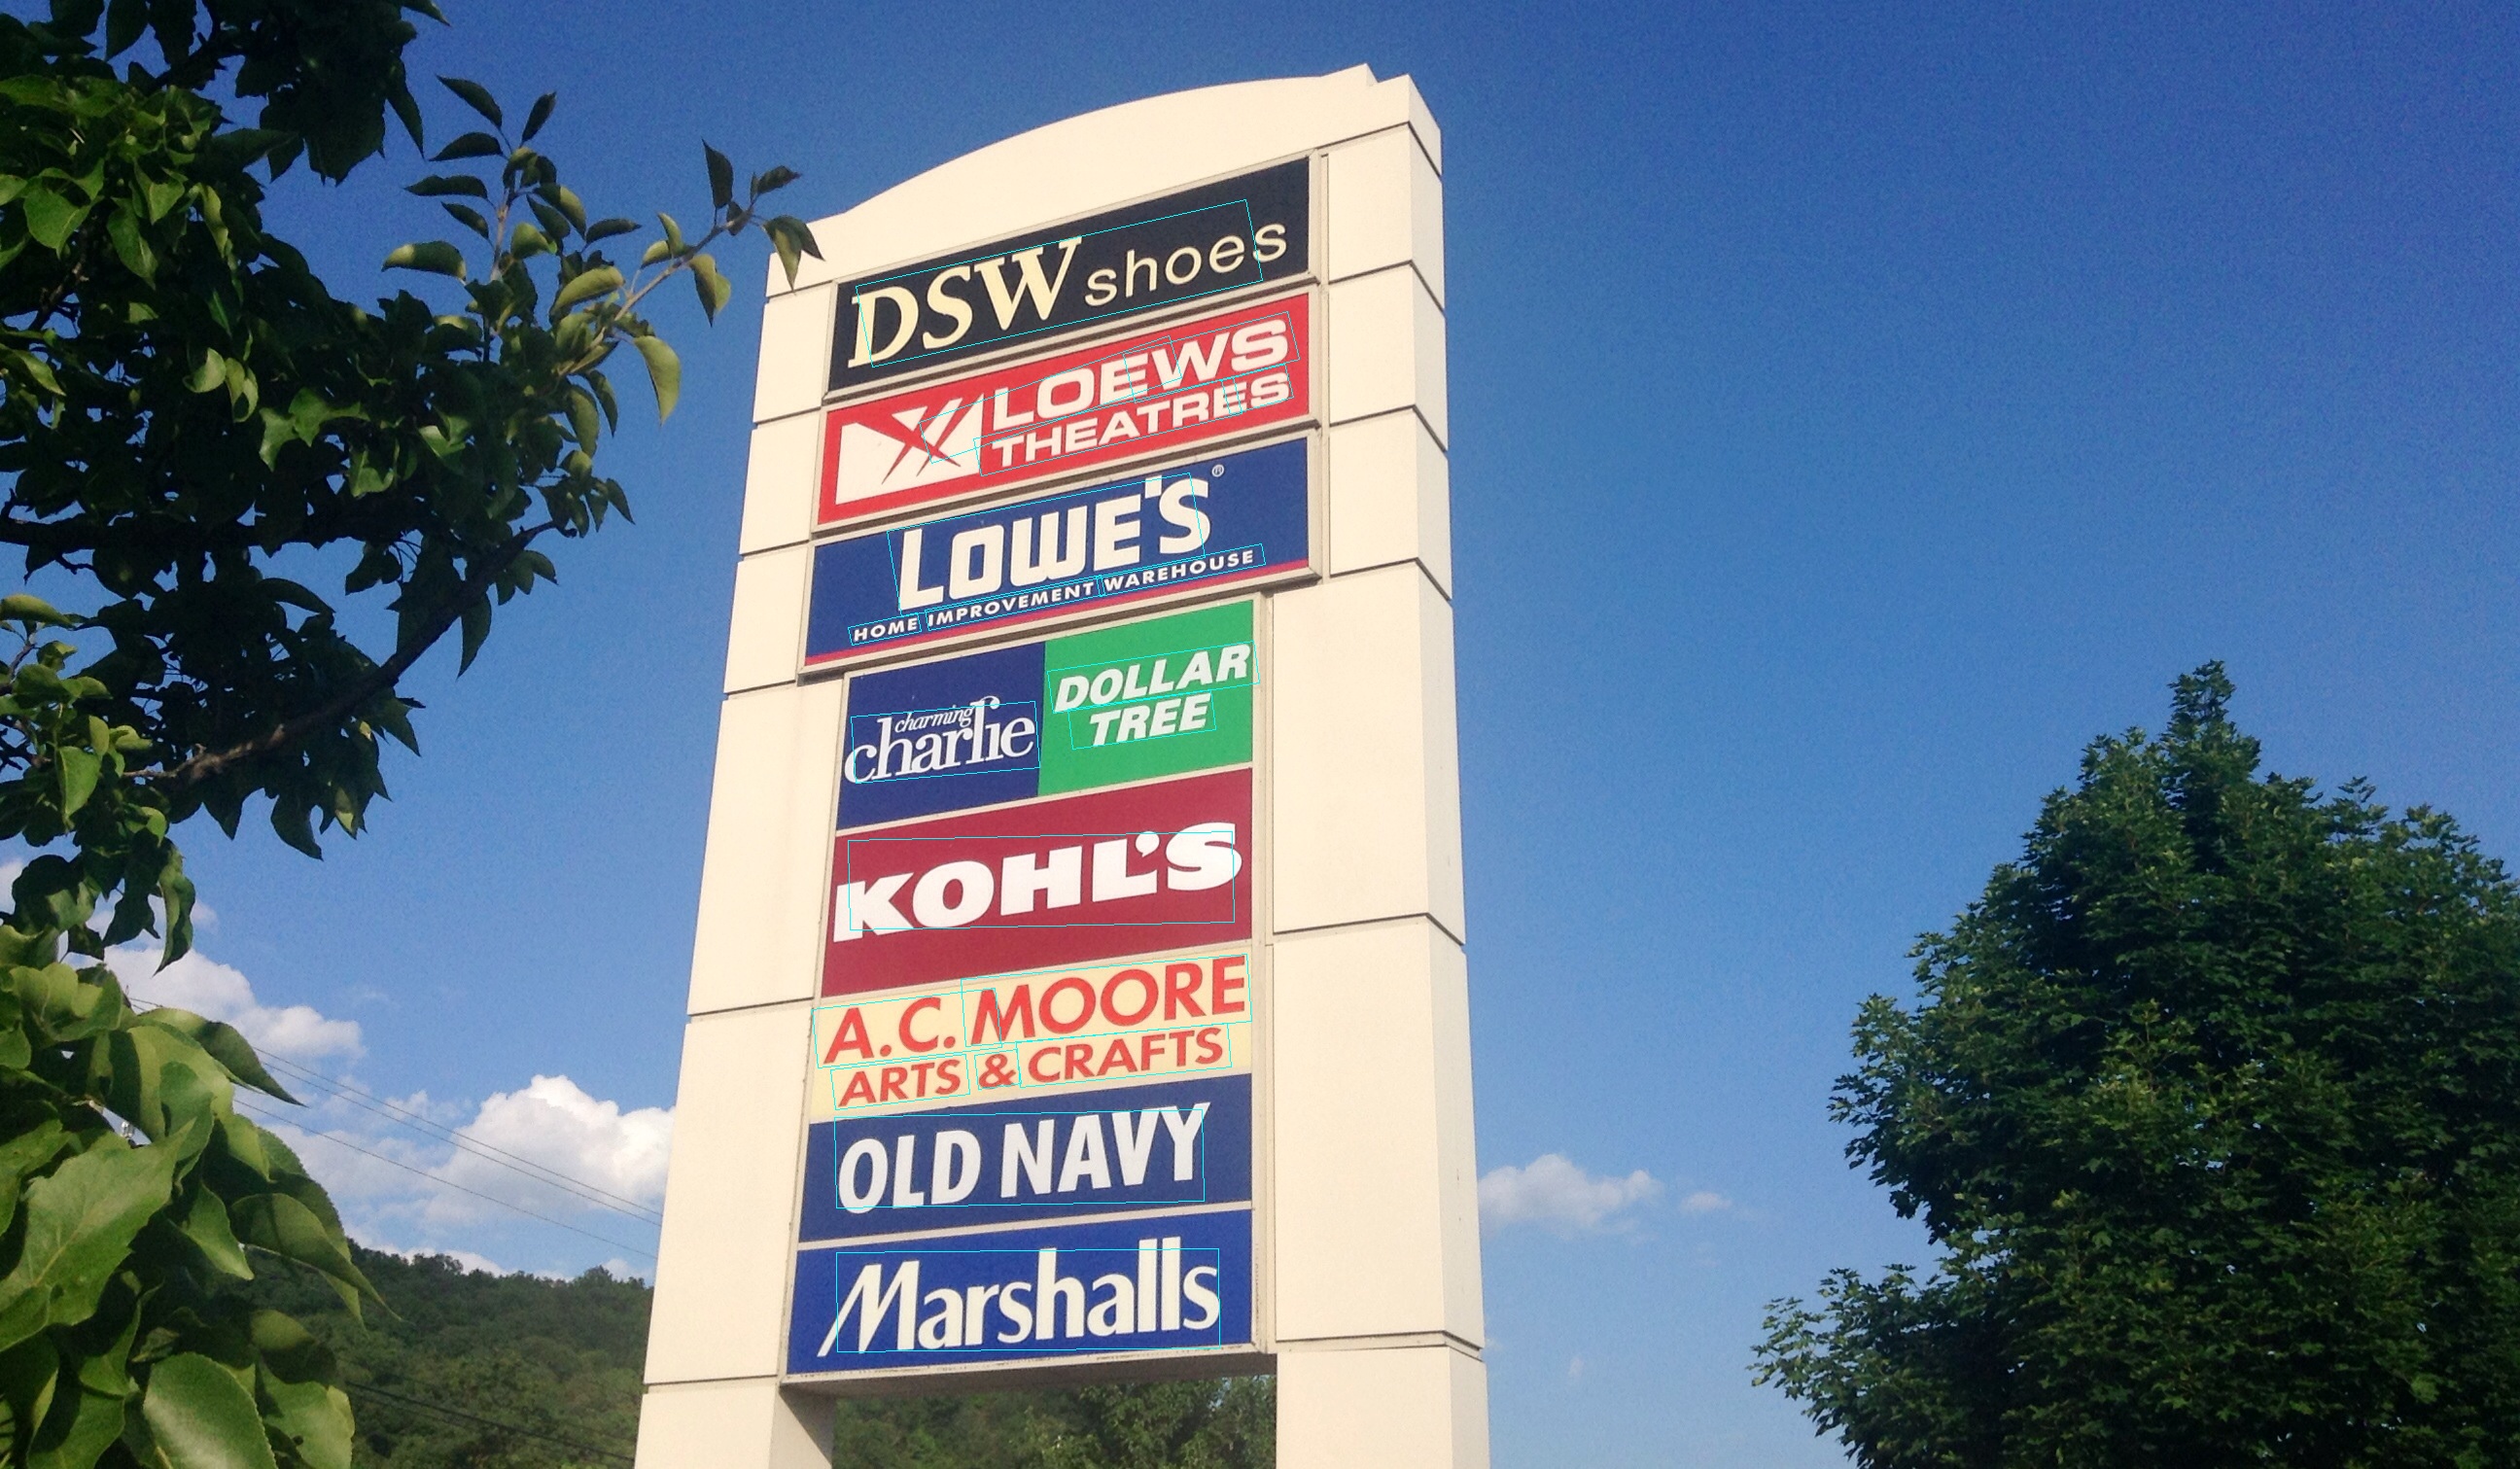 DSW shoes
LOEWS
THEATRES
LOWE'S®
HOME IMPROVEMENT WAREHOUSE
charming
charlie
DOLLAR
TREE
KOHL'S
A.C. MOORE
ARTS & CRAFTS
OLD NAVY
Marshalls